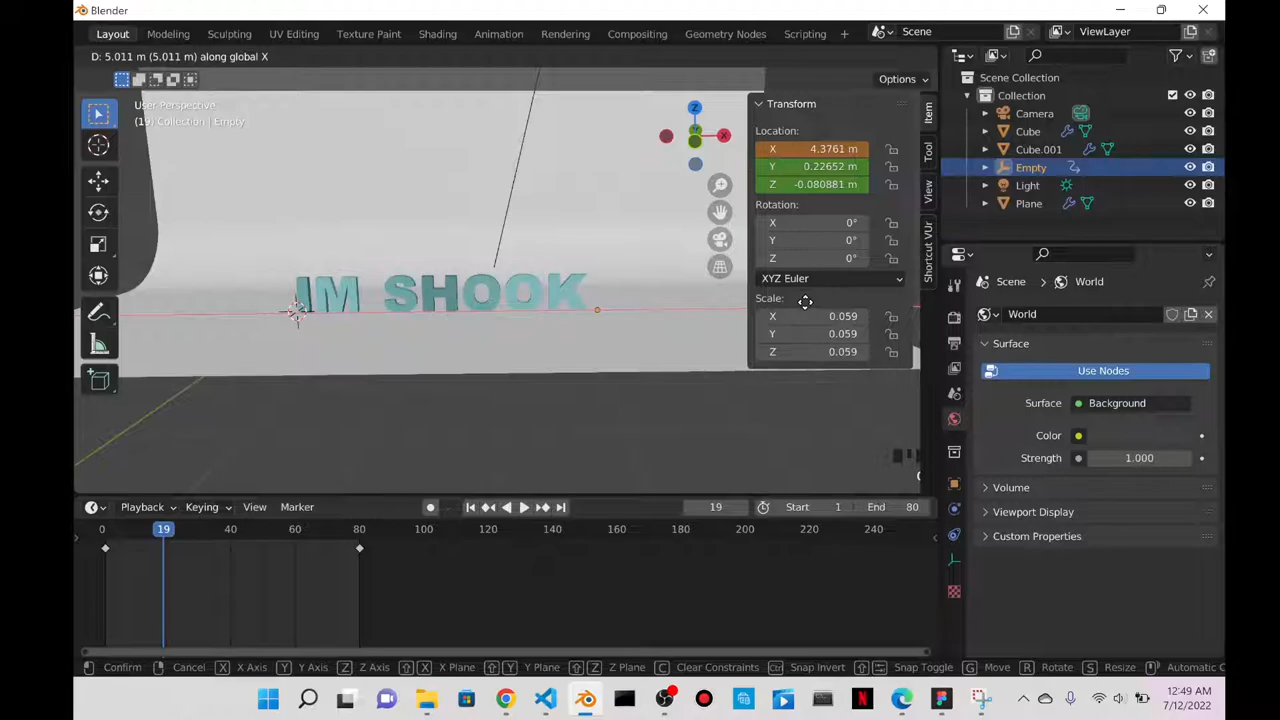 Blender
Layout Modeling Sculpting UV Editing Texture Paint Shading Animation Rendering Compositing Geometry Nodes Scripting Scene ViewLayer
D: 5.011 m (5.011 m) along global X
Options
User Perspective
(19) Collection | Empty
Z
X
IM SHOOK
Transform
Location:
X 4.3761 m
Y 0.22652 m
Z -0.080881 m
Rotation:
X 0°
Y 0°
Z 0°
XYZ Euler
Scale:
X 0.059
Y 0.059
Z 0.059
Item
Tool
View
Shortcut VUr
Scene Collection
Collection
Camera
Cube
Cube.001
Empty
Light
Plane
Scene World
World
Surface
Use Nodes
Surface Background
Color
Strength 1.000
Volume
Viewport Display
Custom Properties
Playback Keying View Marker 19 Start 1 End 80
0 19 40 80 100 120 140 160 180 200 220 240
Confirm Cancel X X Axis Y Y Axis Z Z Axis X X Plane Y Y Plane Z Z Plane C Clear Constraints Ctrl Snap Invert Snap Toggle G Move R Rotate S Resize Automatic C
12:49 AM
7/12/2022